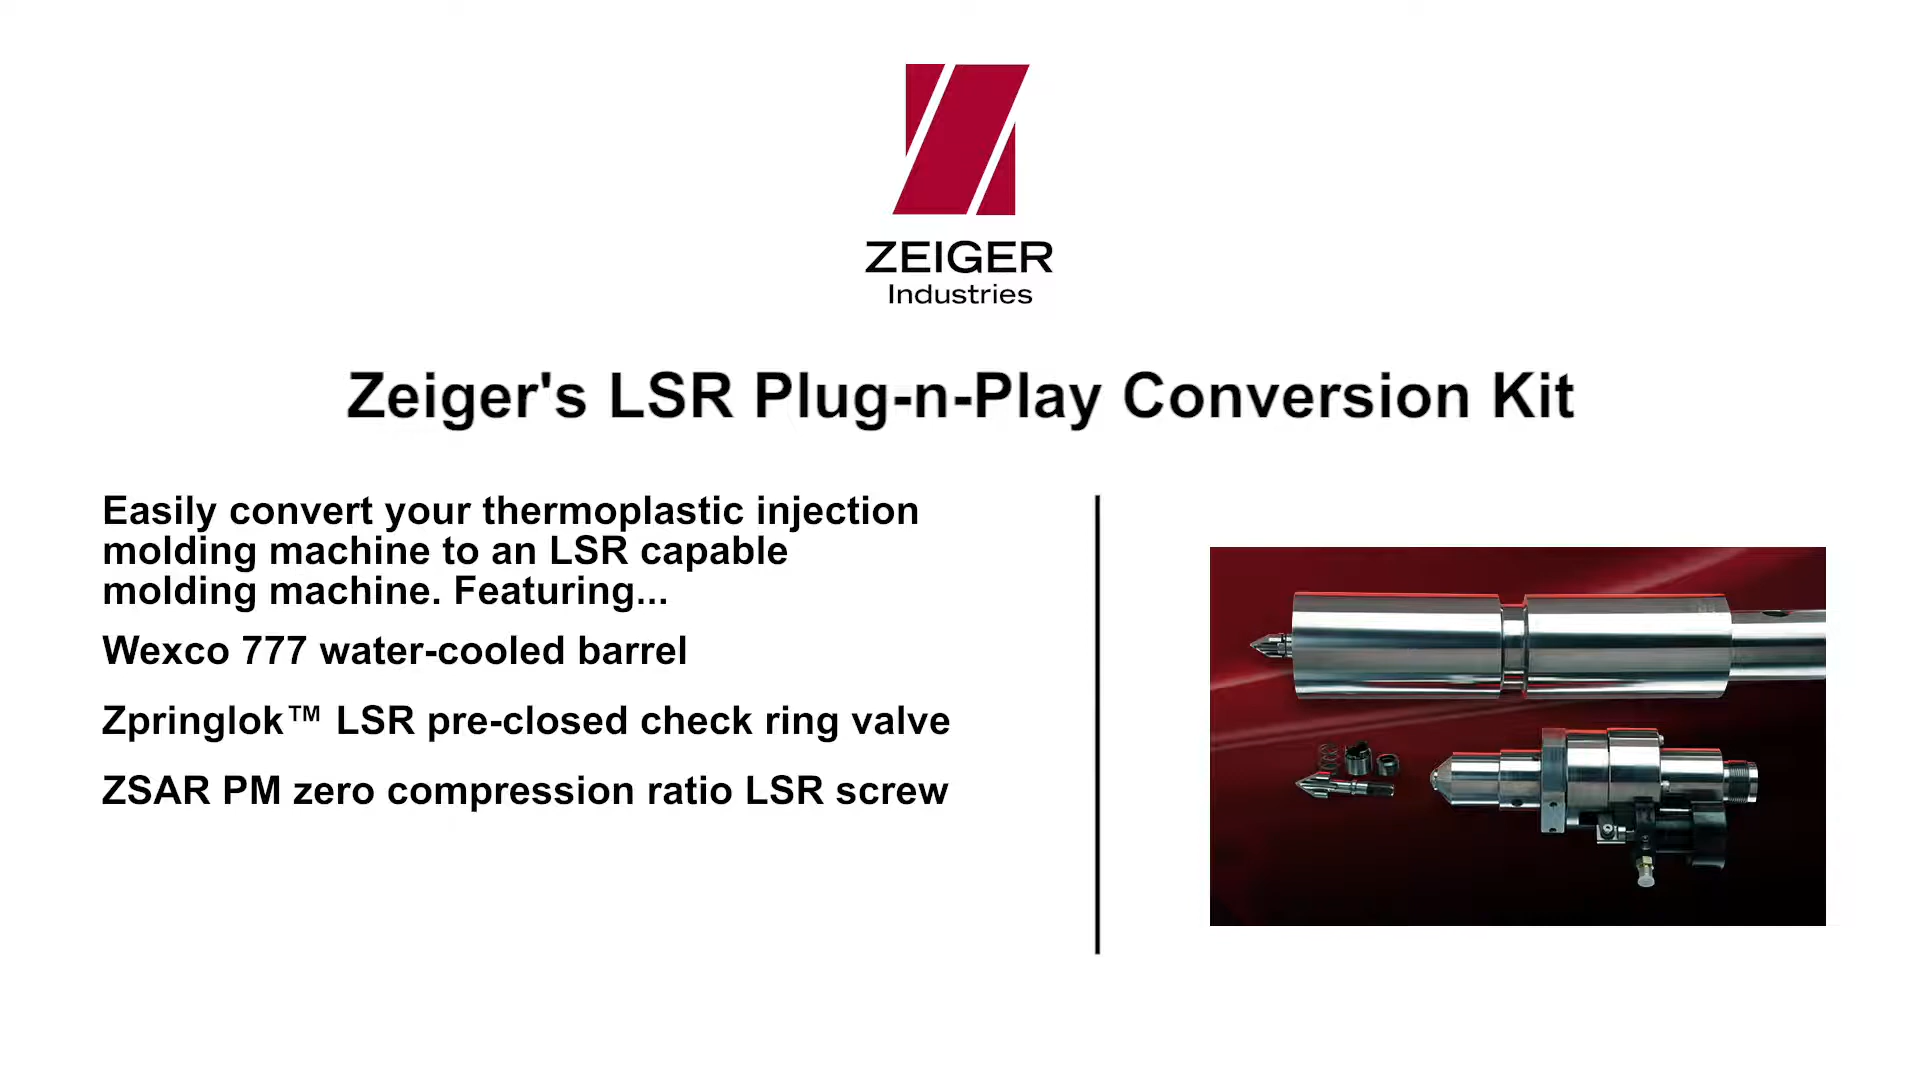 ZEIGER
Industries
Zeiger's LSR Plug-n-Play Conversion Kit
Easily convert your thermoplastic injection
molding machine to an LSR capable
molding machine. Featuring...
Wexco 777 water-cooled barrel
Zpringlok™ LSR pre-closed check ring valve
ZSAR PM zero compression ratio LSR screw